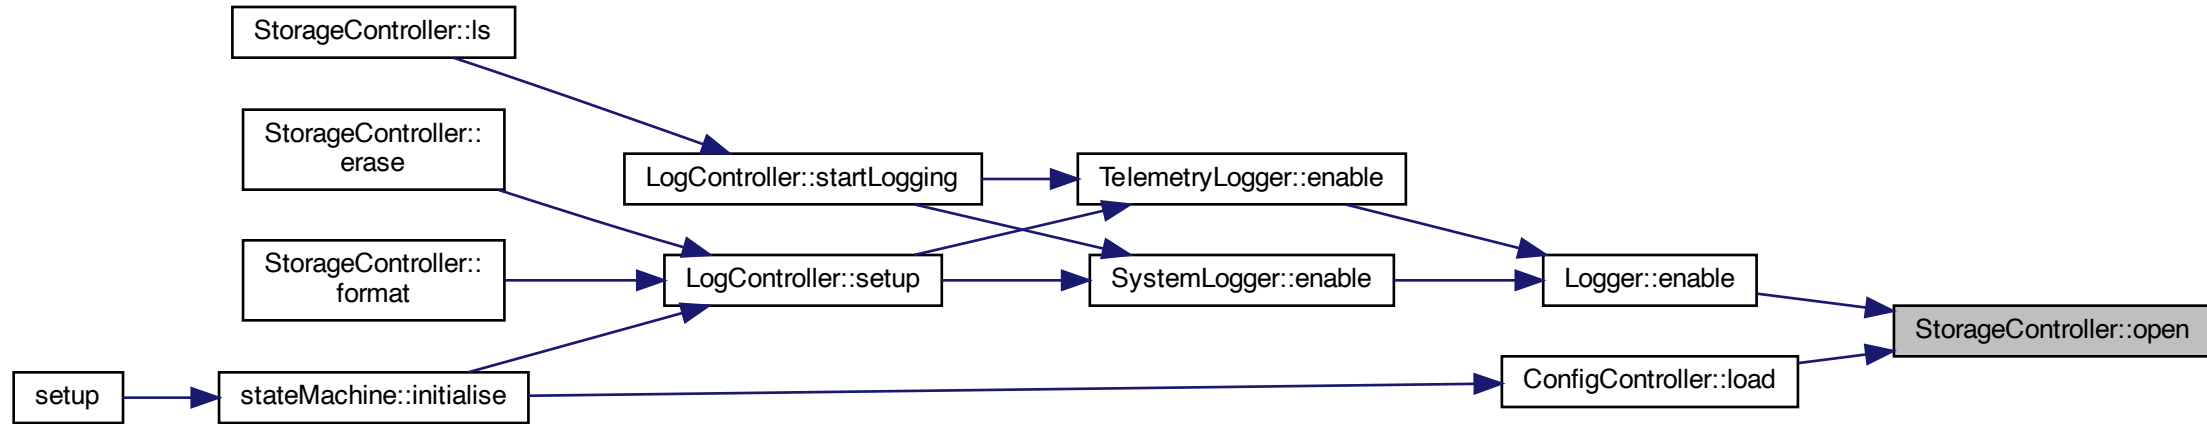 StorageController::ls
StorageController::
erase
LogController::startLogging
TelemetryLogger::enable
StorageController::
format
LogController::setup
SystemLogger::enable
Logger::enable
StorageController::open
setup
stateMachine::initialise
ConfigController::load